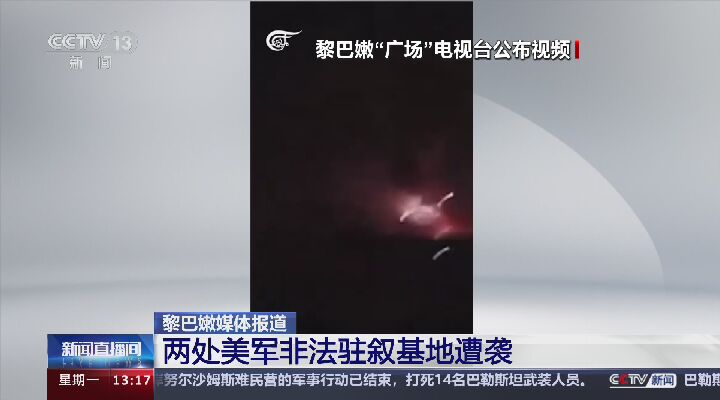 CCTV 13
新闻
黎巴嫩“广场”电视台公布视频
黎巴嫩媒体报道
新闻直播间
两处美军非法驻叙基地遭袭
星期一 13:17
菲努尔沙姆斯难民营的军事行动已结束，打死14名巴勒斯坦武装人员。 CCTV 新闻 巴勒